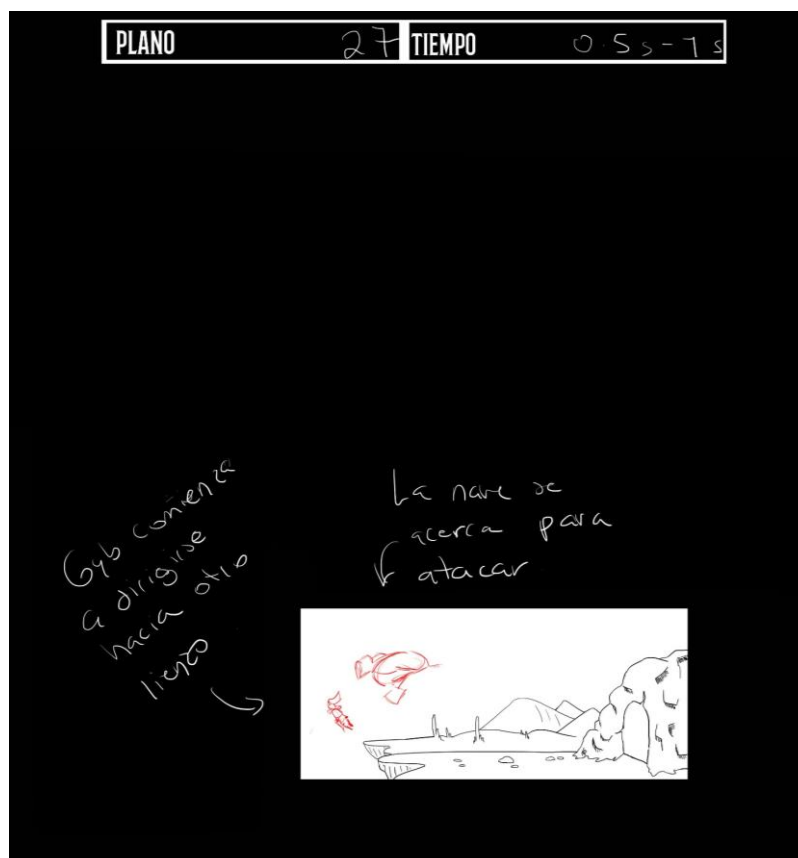 PLANO 27 TIEMPO 0.5s-1s
Gyb comienza
a dirigirse
hacia otro
lienzo
La nave se
acerca para
atacar